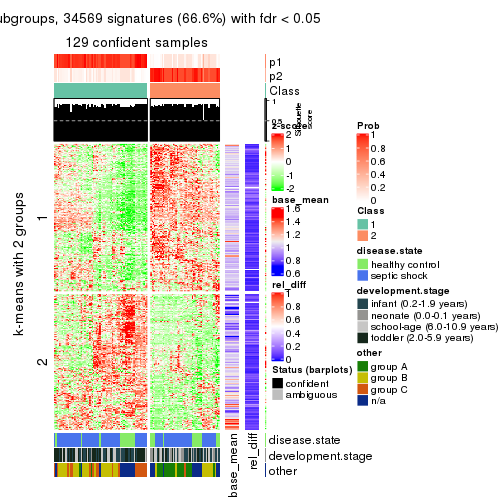 ubgroups, 34569 signatures (66.6%) with fdr < 0.05
129 confident samples
p1
p2
Class
1
0.5
Silhouette
score
k-means with 2 groups
1
2
base_mean
rel_diff
disease.state
development.stage
other
z-score
2
1
0
-1
-2
base_mean
1.6
1.4
1.2
1
0.8
0.6
rel_diff
1
0.8
0.6
0.4
0.2
0
Status (barplots)
confident
ambiguous
Prob
1
0.8
0.6
0.4
0.2
0
Class
1
2
disease.state
healthy control
septic shock
development.stage
infant (0.2-1.9 years)
neonate (0.0-0.1 years)
school-age (6.0-10.9 years)
toddler (2.0-5.9 years)
other
group A
group B
group C
n/a